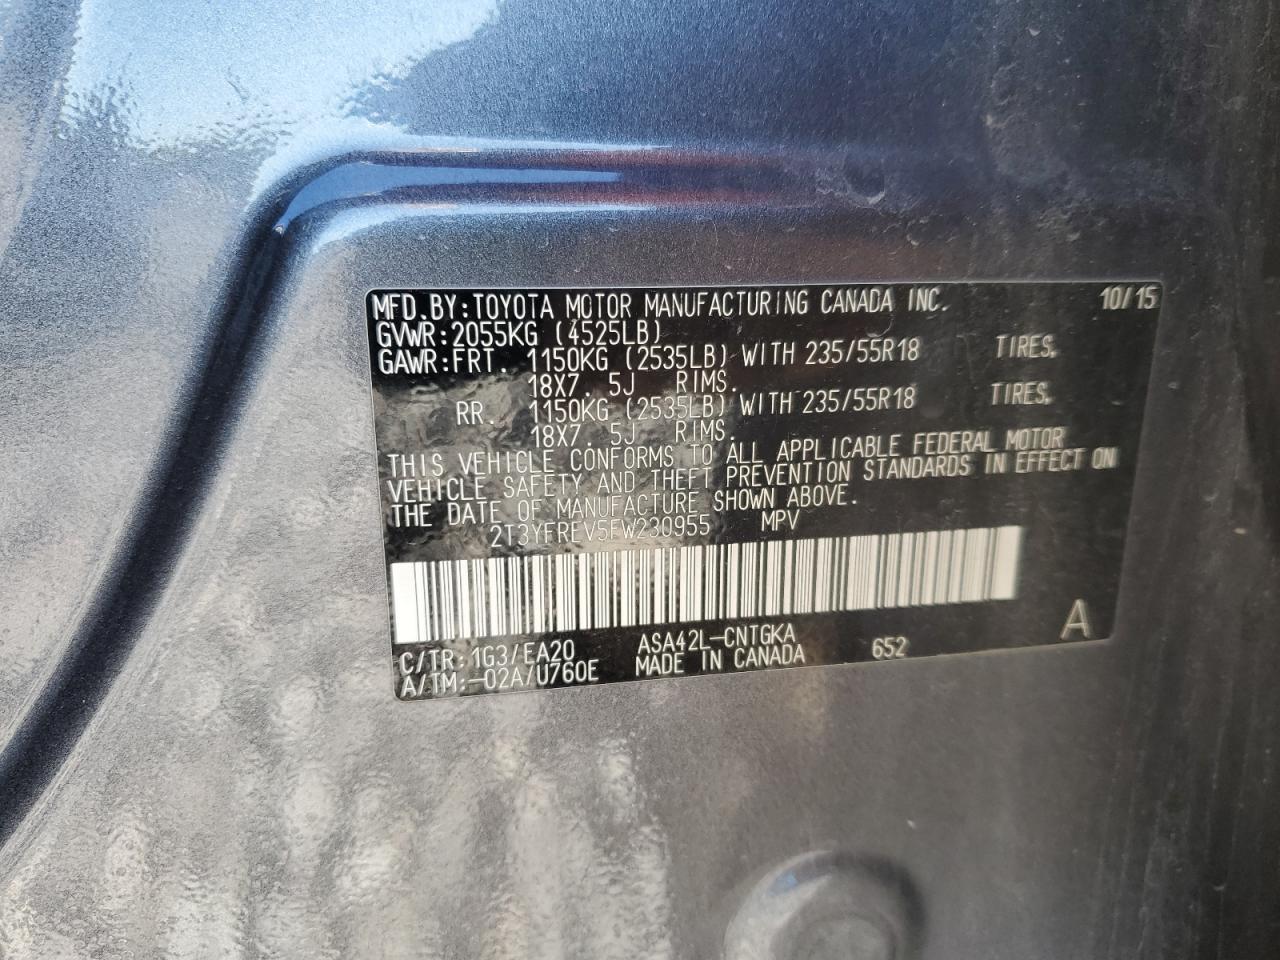 MFD.BY:TOYOTA MOTOR MANUFACTURING CANADA INC. 10/15
GVWR:2055KG (4525LB)
GAWR:FRT. 1150KG (2535LB) WITH 235/55R18 TIRES,
18X7. 5J RIMS.
RR. 1150KG (2535LB) WITH 235/55R18 TIRES,
18X7. 5J RIMS.
THIS VEHICLE CONFORMS TO ALL APPLICABLE FEDERAL MOTOR
VEHICLE SAFETY AND THEFT PREVENTION STANDARDS IN EFFECT ON
THE DATE OF MANUFACTURE SHOWN ABOVE.
2T3YFREV5FW230955 MPV
C/TR:1G3/EA20 ASA42L-CNTGKA 652 A
A/TM:-02A/U760E MADE IN CANADA